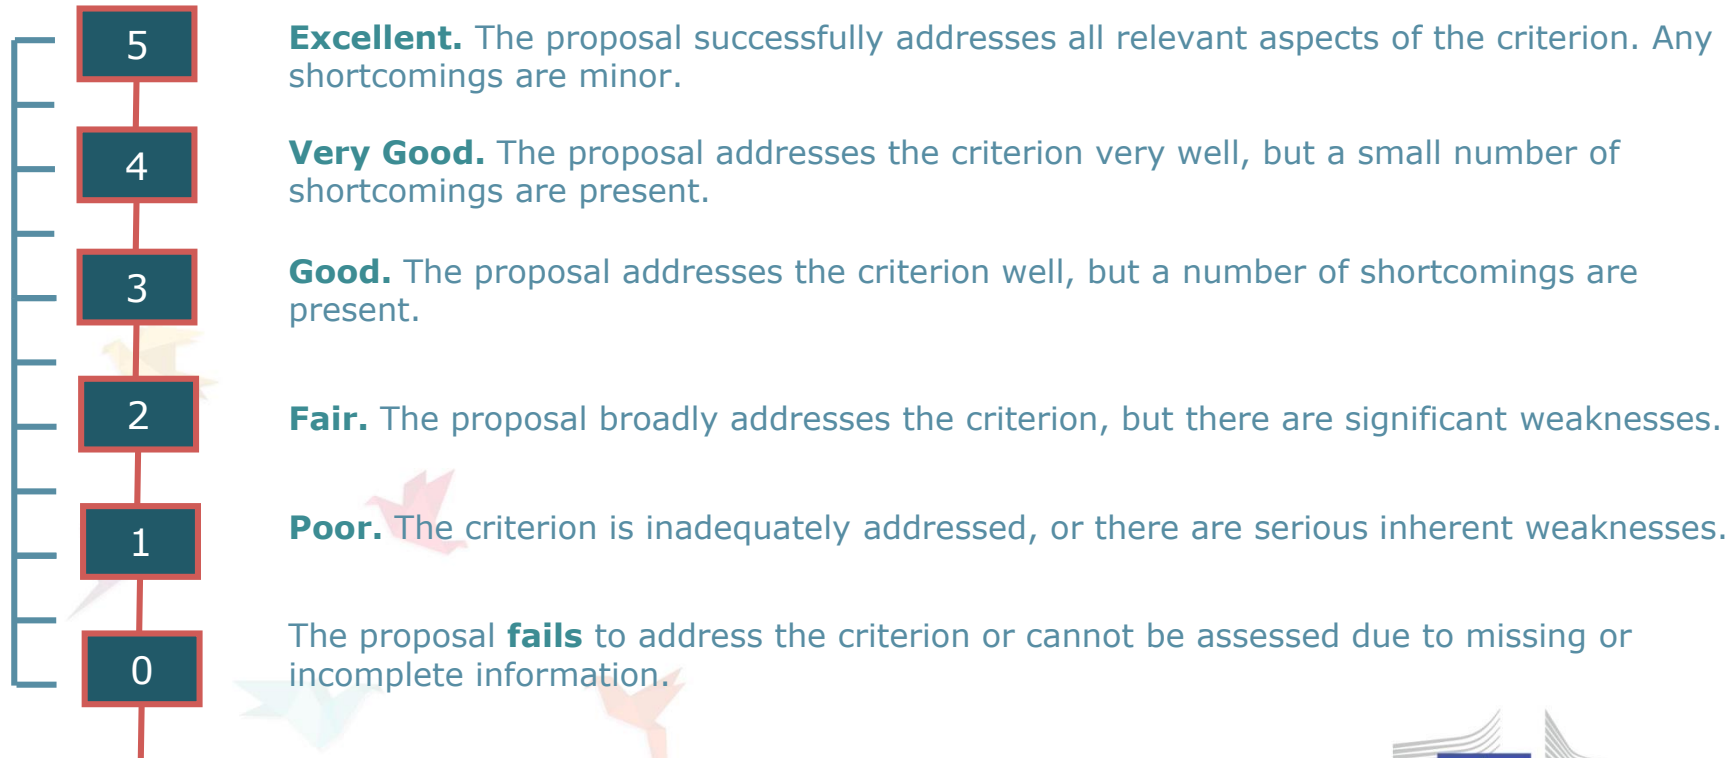 5
Excellent. The proposal successfully addresses all relevant aspects of the criterion. Any
shortcomings are minor.
4
Very Good. The proposal addresses the criterion very well, but a small number of
shortcomings are present.
3
Good. The proposal addresses the criterion well, but a number of shortcomings are
present.
2
Fair. The proposal broadly addresses the criterion, but there are significant weaknesses.
1
Poor. The criterion is inadequately addressed, or there are serious inherent weaknesses.
0
The proposal fails to address the criterion or cannot be assessed due to missing or
incomplete information.